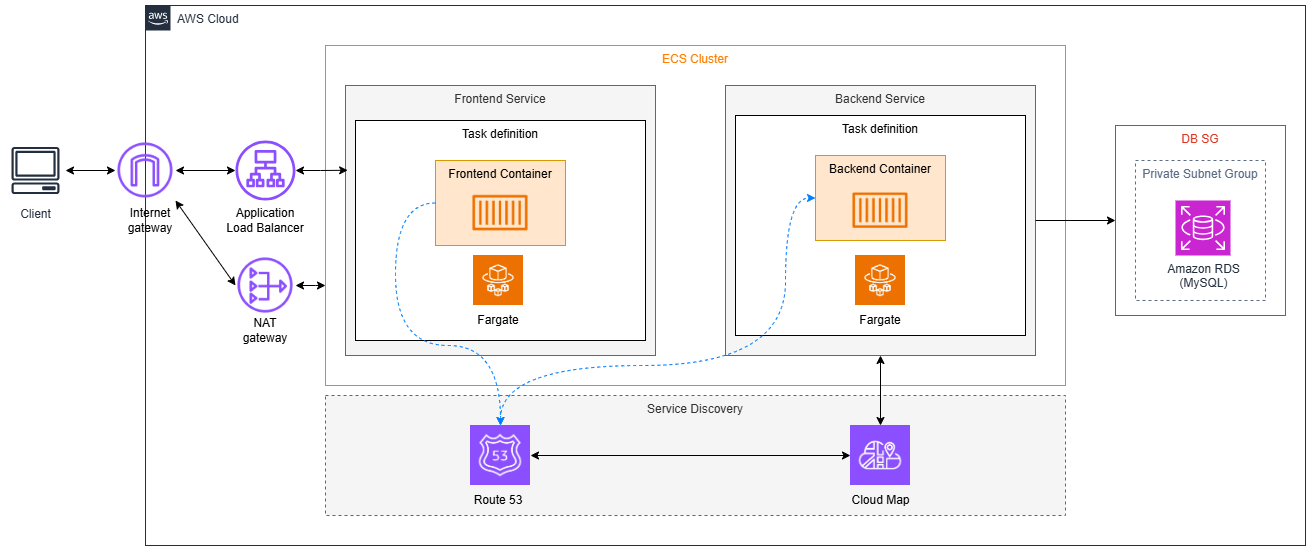 aws
AWS Cloud
ECS Cluster
Frontend Service
Backend Service
Task definition
Task definition
DB SG
Frontend Container
Backend Container
Private Subnet Group
Client
Internet
gateway
Application
Load Balancer
Amazon RDS
(MySQL)
NAT
gateway
Fargate
Fargate
Service Discovery
53
Route 53
Cloud Map